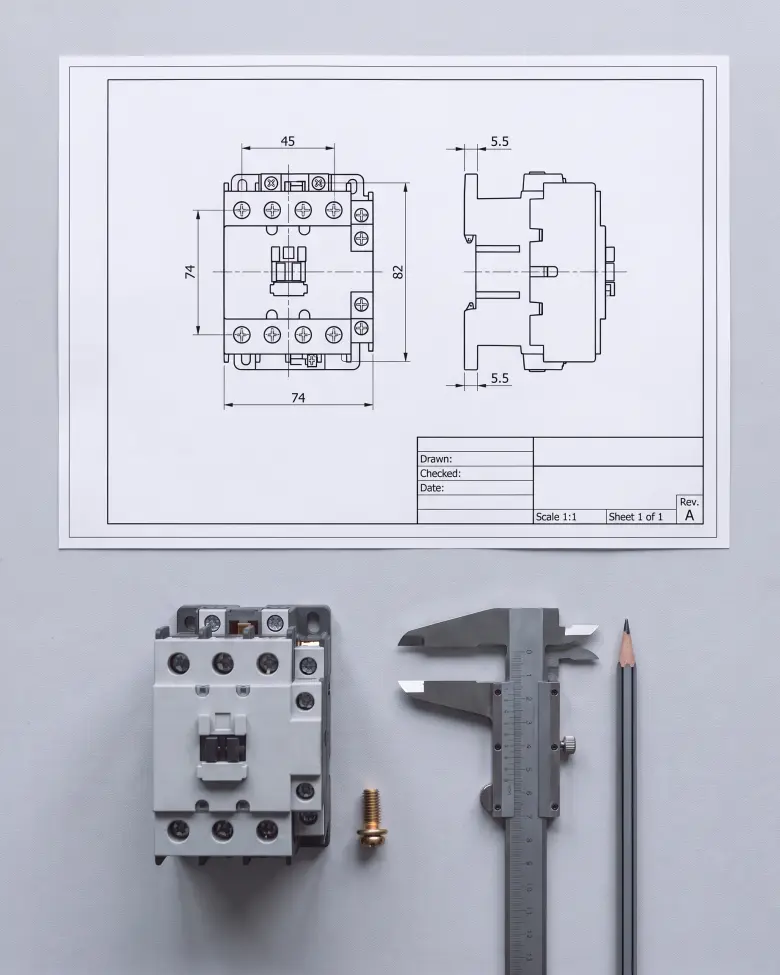 45
5.5
74
82
5.5
74
Drawn:
Checked:
Date:
Rev.
Scale 1:1
Sheet 1 of 1
A